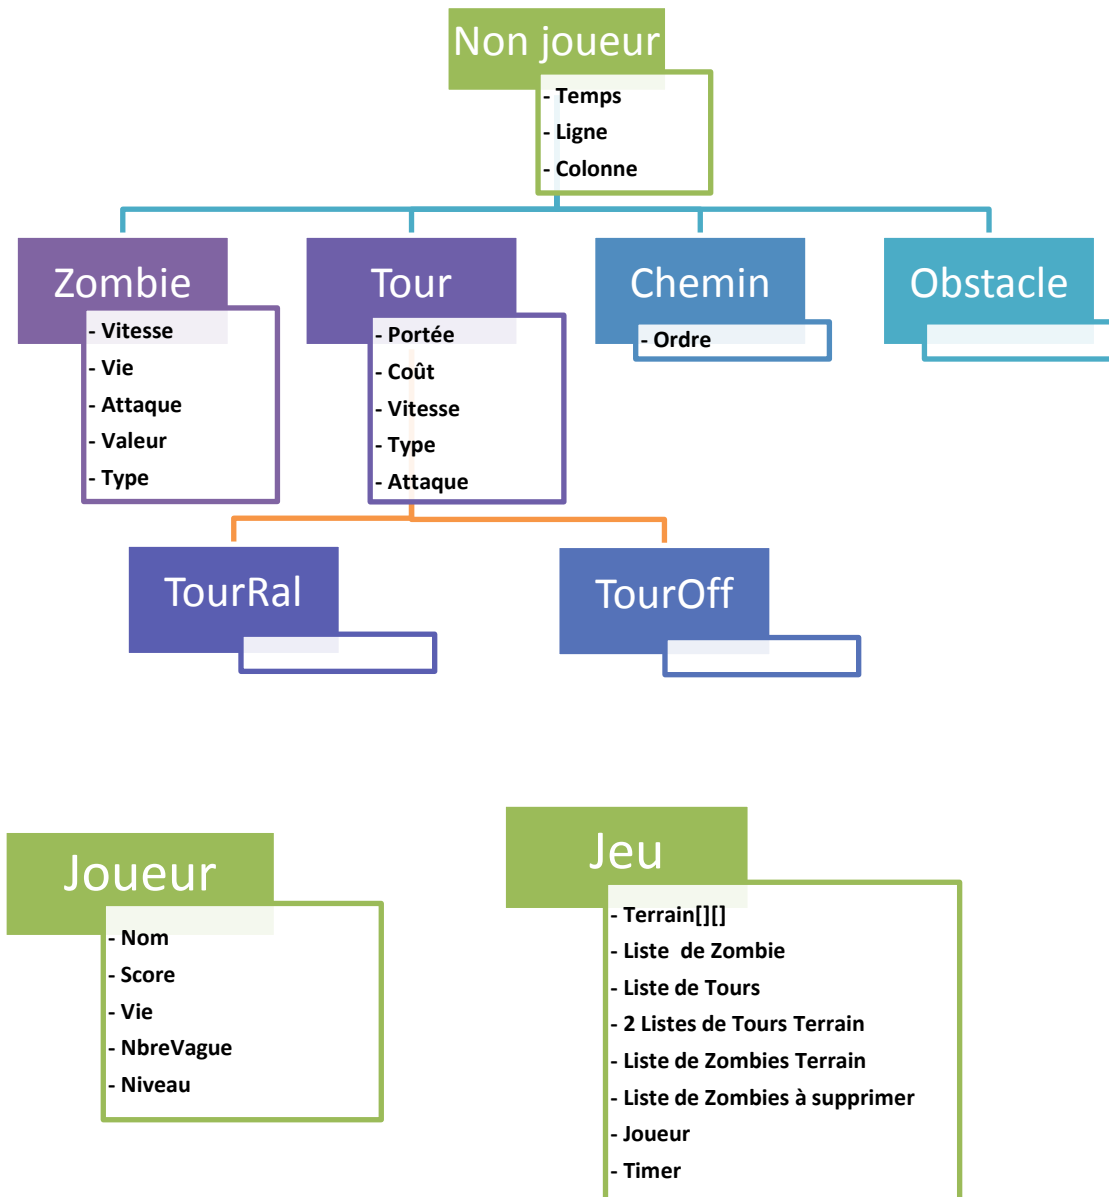 Non joueur
- Temps
- Ligne
- Colonne
Zombie
- Vitesse
- Vie
- Attaque
- Valeur
- Type
Tour
- Portée
- Coût
- Vitesse
- Type
- Attaque
Chemin
- Ordre
Obstacle
TourRal
TourOff
Joueur
- Nom
- Score
- Vie
- NbreVague
- Niveau
Jeu
- Terrain[][]
- Liste de Zombie
- Liste de Tours
- 2 Listes de Tours Terrain
- Liste de Zombies Terrain
- Liste de Zombies à supprimer
- Joueur
- Timer